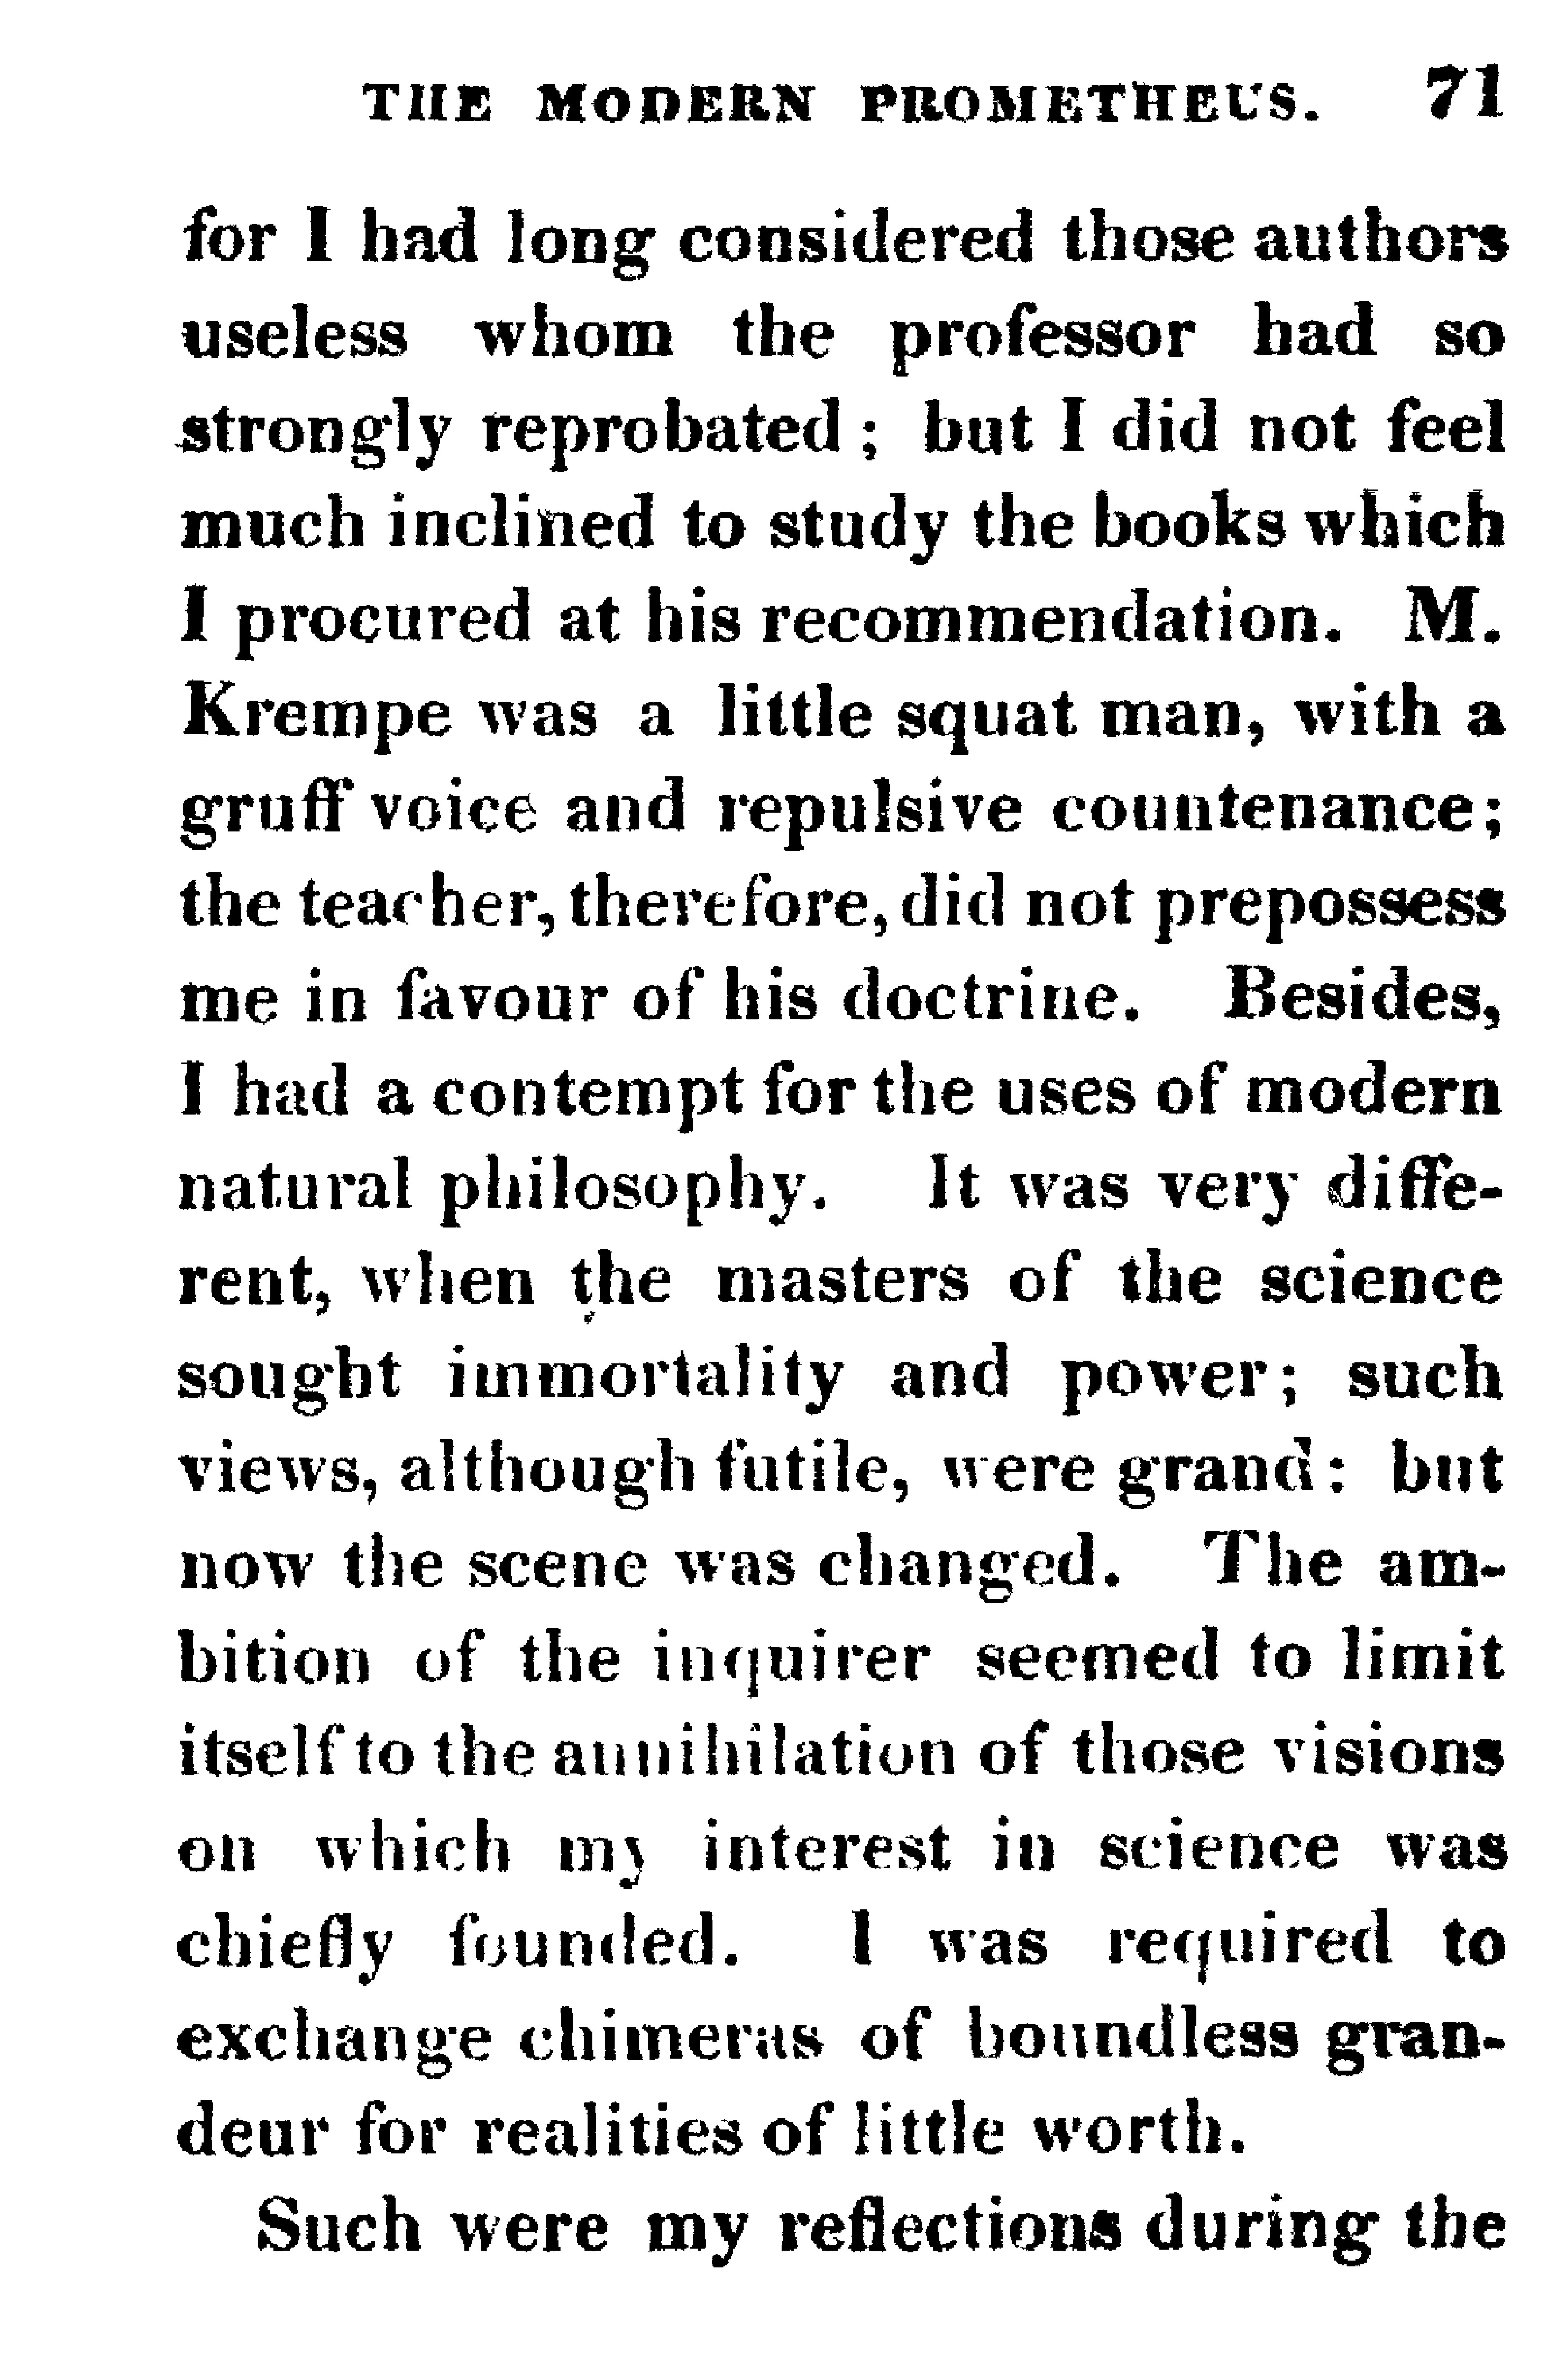 THE MODERN PROMETHEUS. 71
for I had long considered those authors
useless whom the professor had so
strongly reprobated; but I did not feel
much inclined to study the books which
I procured at his recommendation. M.
Krempe was a little squat man, with a
gruff voice and repulsive countenance;
the teacher, therefore, did not prepossess
me in favour of his doctrine. Besides,
I had a contempt for the uses of modern
natural philosophy. It was very diffe-
rent, when the masters of the science
sought immortality and power; such
views, although futile, were grand: but
now the scene was changed. The am-
bition of the inquirer seemed to limit
itself to the annihilation of those visions
on which my interest in science was
chiefly founded. I was required to
exchange chimeras of boundless gran-
deur for realities of little worth.
Such were my reflections during the